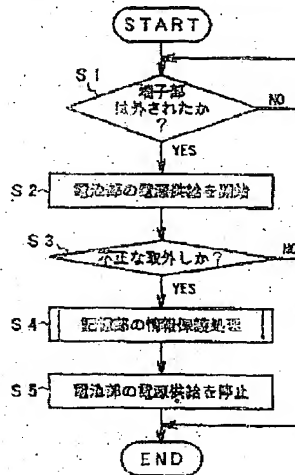 START
S1
端子部
は外されたか
?
NO
YES
S2
電池部の電源供給を開始
S3
不正な取外しか?
NO
YES
S4
記憶部の情報保護処理
S5
電池部の電源供給を停止
END